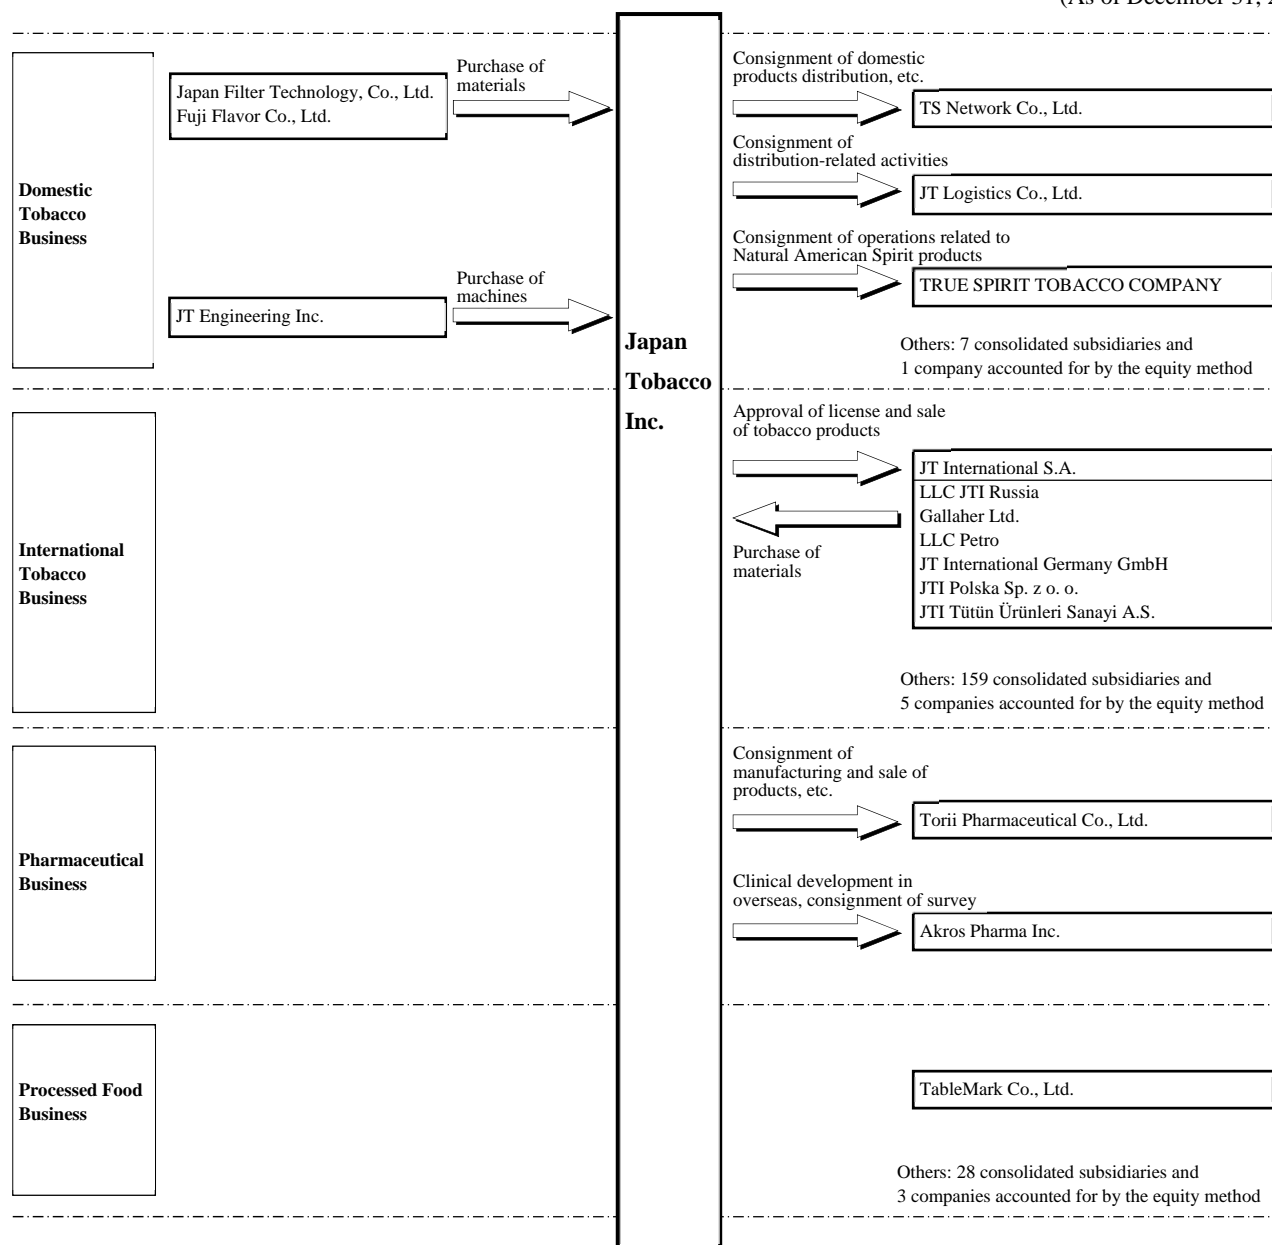 (As of December 31, 2
Domestic
Tobacco
Business
Japan Filter Technology, Co., Ltd.
Fuji Flavor Co., Ltd.
Purchase of
materials
JT Engineering Inc.
Purchase of
machines
Japan
Tobacco
Inc.
Consignment of domestic
products distribution, etc.
TS Network Co., Ltd.
Consignment of
distribution-related activities
JT Logistics Co., Ltd.
Consignment of operations related to
Natural American Spirit products
TRUE SPIRIT TOBACCO COMPANY
Others: 7 consolidated subsidiaries and
1 company accounted for by the equity method
International
Tobacco
Business
Approval of license and sale
of tobacco products
Purchase of
materials
JT International S.A.
LLC JTI Russia
Gallaher Ltd.
LLC Petro
JT International Germany GmbH
JTI Polska Sp. z o. o.
JTI Tütün Ürünleri Sanayi A.S.
Others: 159 consolidated subsidiaries and
5 companies accounted for by the equity method
Pharmaceutical
Business
Consignment of
manufacturing and sale of
products, etc.
Torii Pharmaceutical Co., Ltd.
Clinical development in
overseas, consignment of survey
Akros Pharma Inc.
Processed Food
Business
TableMark Co., Ltd.
Others: 28 consolidated subsidiaries and
3 companies accounted for by the equity method